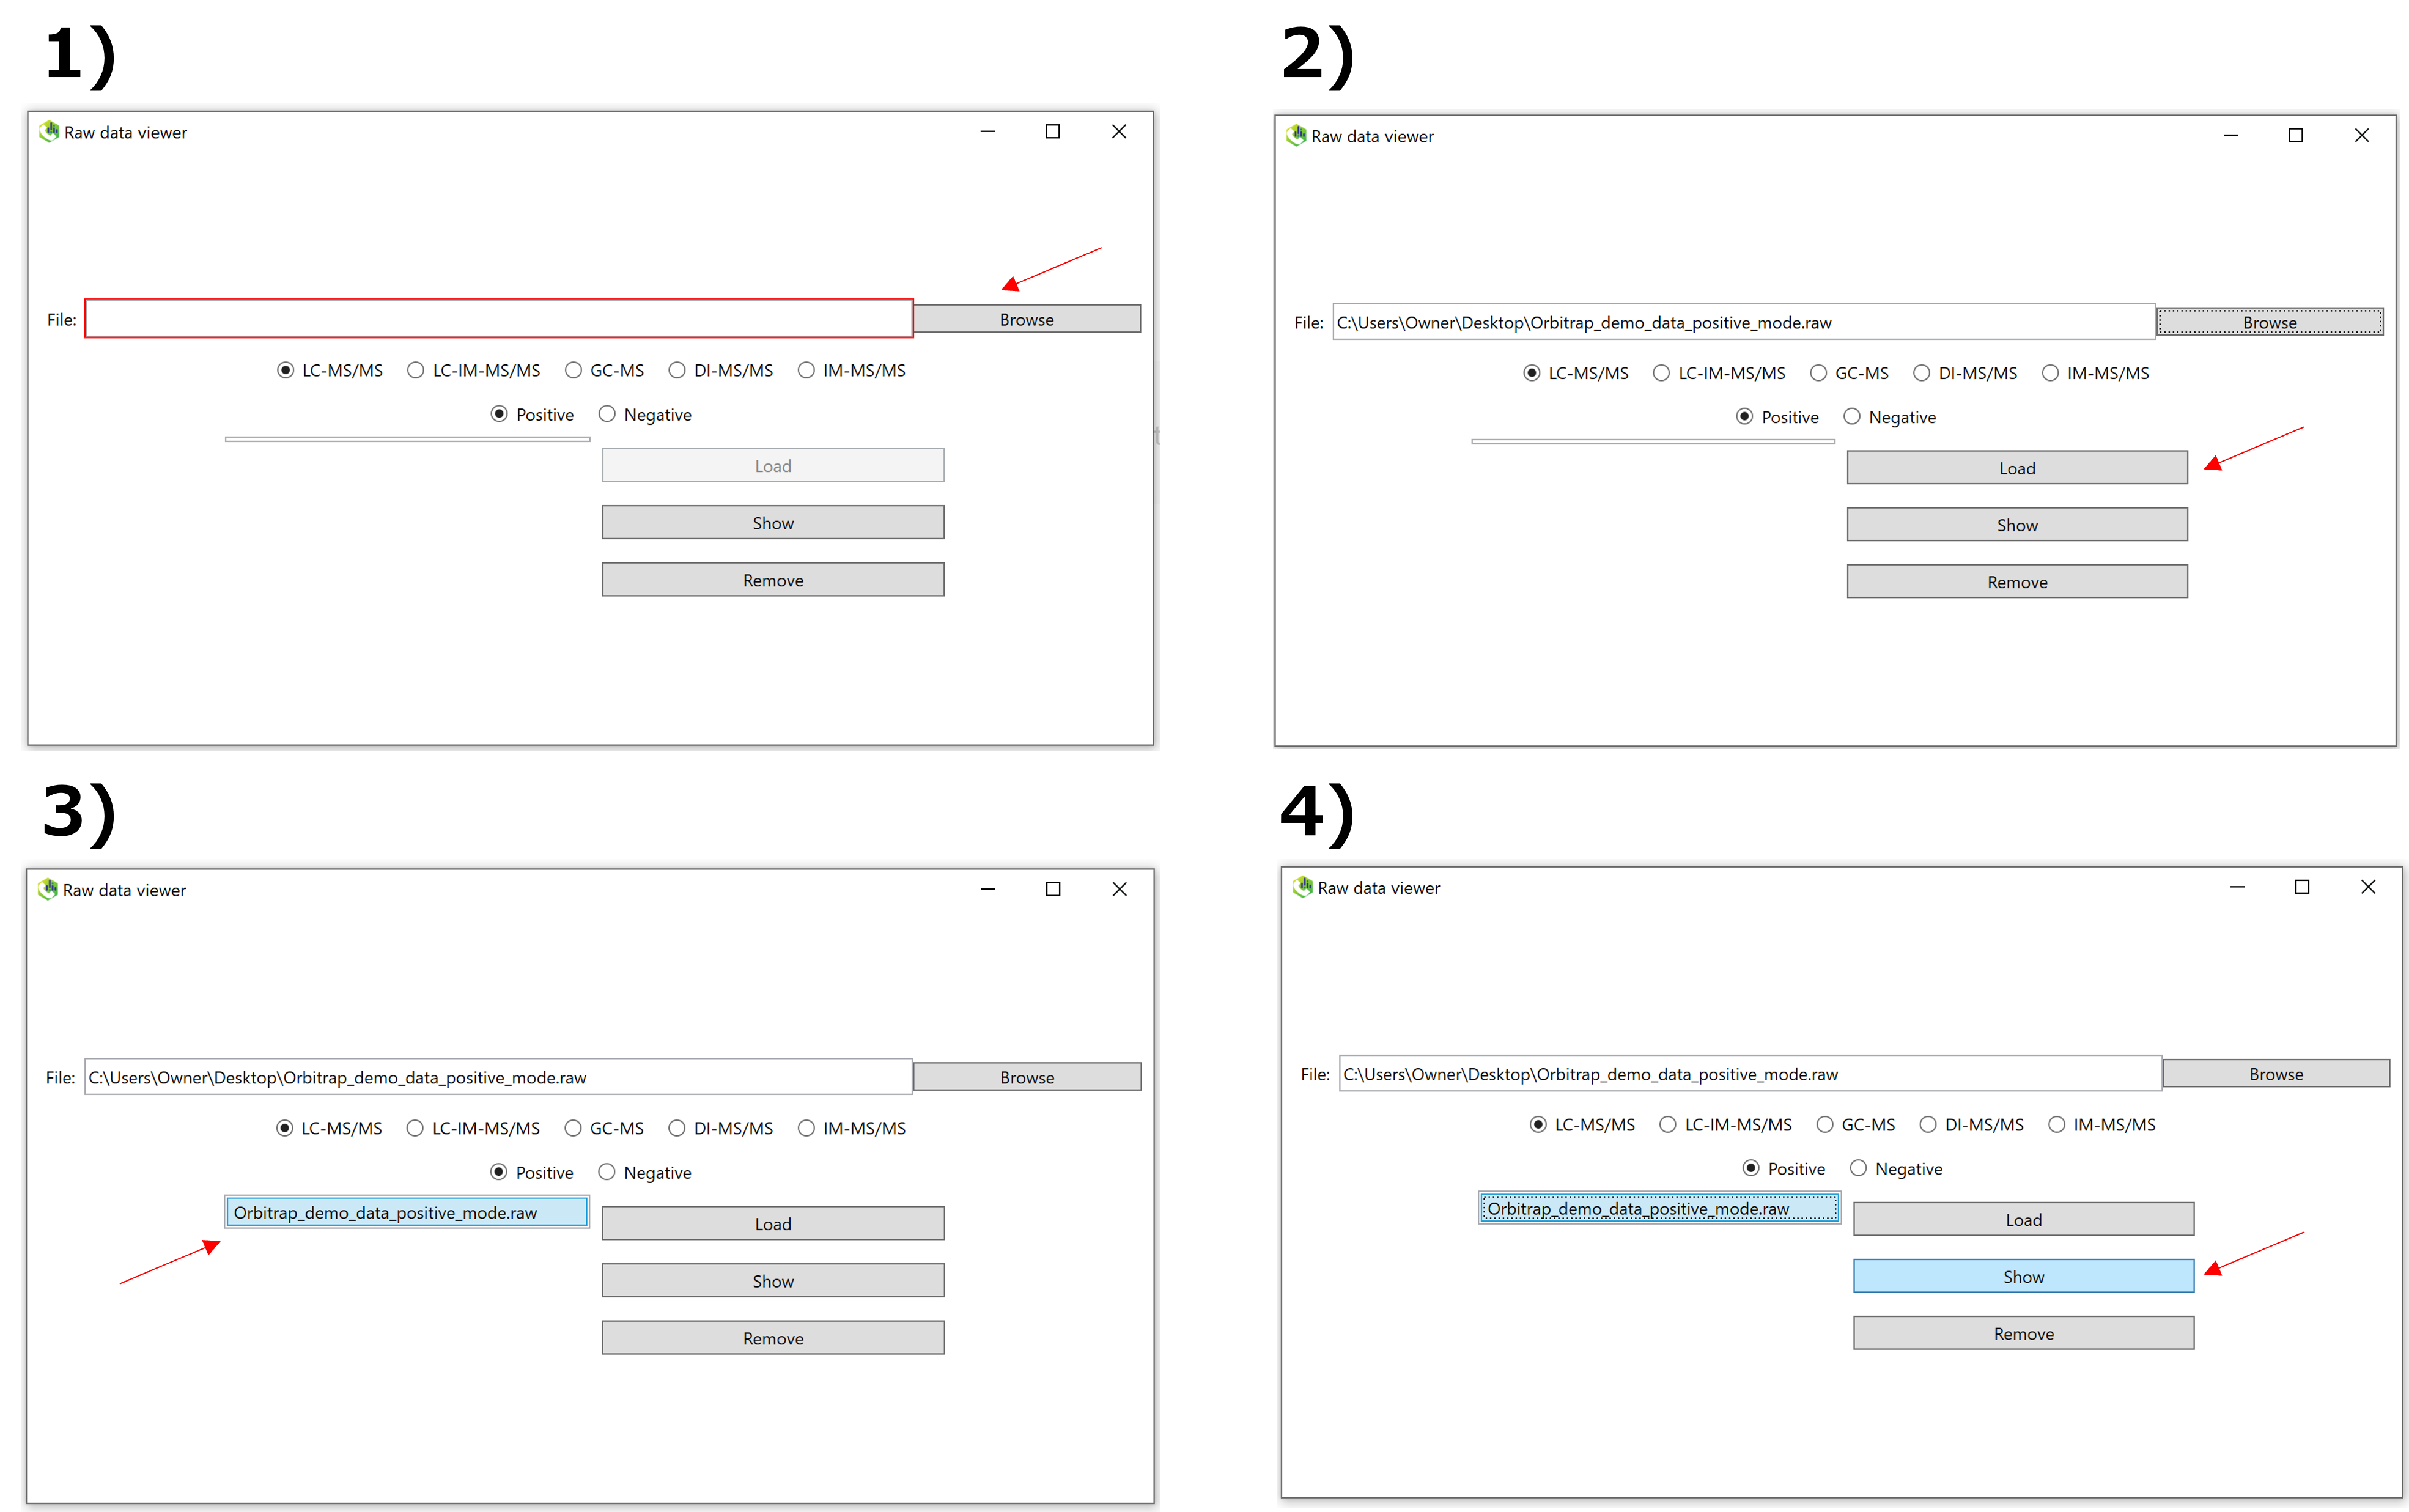 1)
Raw data viewer
File: Browse
LC-MS/MS LC-IM-MS/MS GC-MS DI-MS/MS IM-MS/MS
Positive Negative
Load
Show
Remove
2)
Raw data viewer
File: C:\Users\Owner\Desktop\Orbitrap_demo_data_positive_mode.raw Browse
LC-MS/MS LC-IM-MS/MS GC-MS DI-MS/MS IM-MS/MS
Positive Negative
Load
Show
Remove
3)
Raw data viewer
File: C:\Users\Owner\Desktop\Orbitrap_demo_data_positive_mode.raw Browse
LC-MS/MS LC-IM-MS/MS GC-MS DI-MS/MS IM-MS/MS
Positive Negative
Orbitrap_demo_data_positive_mode.raw Load
Show
Remove
4)
Raw data viewer
File: C:\Users\Owner\Desktop\Orbitrap_demo_data_positive_mode.raw Browse
LC-MS/MS LC-IM-MS/MS GC-MS DI-MS/MS IM-MS/MS
Positive Negative
Orbitrap_demo_data_positive_mode.raw Load
Show
Remove